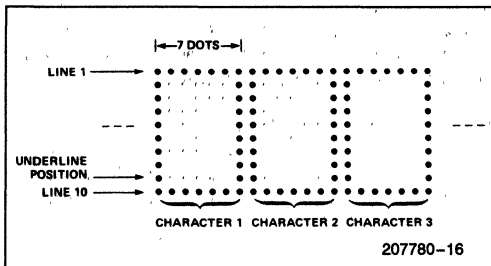 7 DOTS
LINE 1
UNDERLINE
POSITION
LINE 10
CHARACTER 1 CHARACTER 2 CHARACTER 3
207780-16